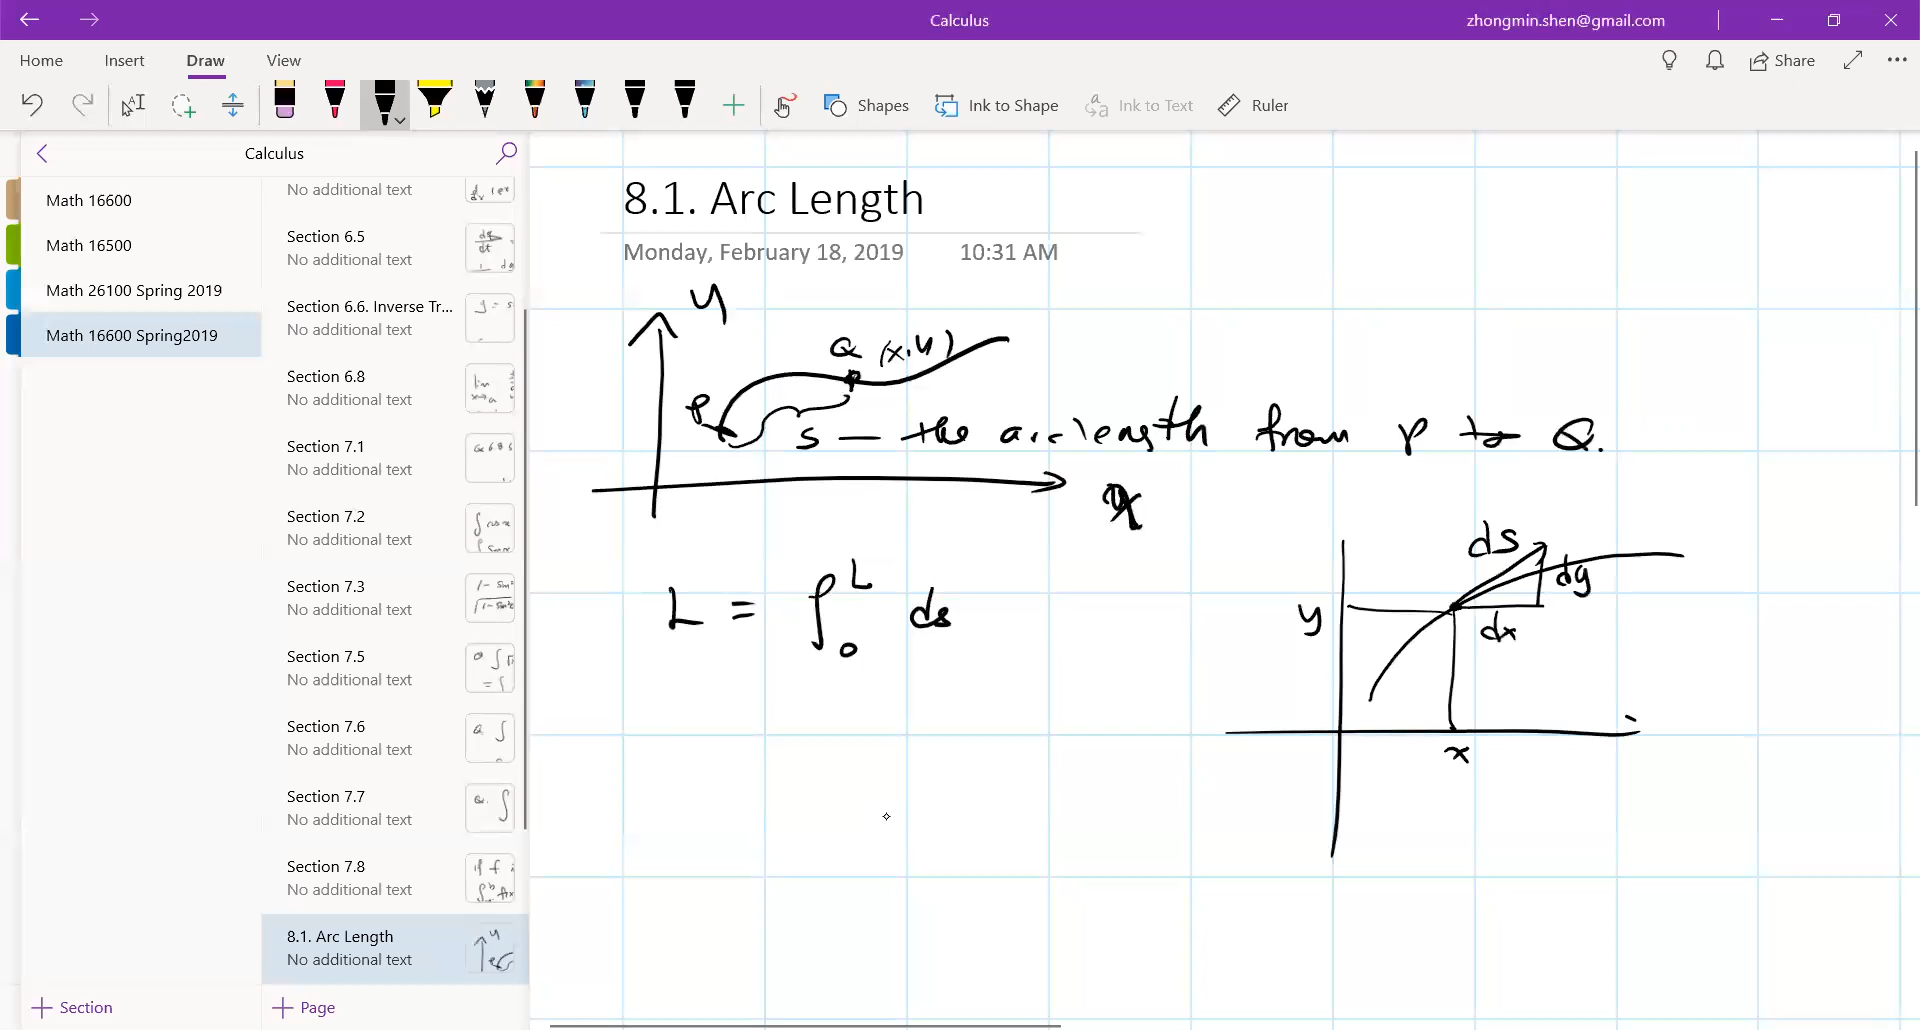 Calculus
zhongmin.shen@gmail.com
Home Insert Draw View
Share
Shapes Ink to Shape Ink to Text Ruler
Calculus
Math 16600
Math 16500
Math 26100 Spring 2019
Math 16600 Spring2019
No additional text
Section 6.5
No additional text
Section 6.6. Inverse Tr...
No additional text
Section 6.8
No additional text
Section 7.1
No additional text
Section 7.2
No additional text
Section 7.3
No additional text
Section 7.5
No additional text
Section 7.6
No additional text
Section 7.7
No additional text
Section 7.8
No additional text
8.1. Arc Length
No additional text
Section
Page
8.1. Arc Length
Monday, February 18, 2019 10:31 AM
y
Q (x,y)
P
s — the arclength from P to Q.
x
L = ∫₀ᴸ ds
ds
dy
y
dx
x